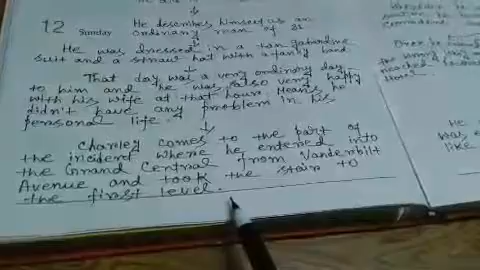 12 Sunday
He describes himself as an
ordinary man of 31
He was dressed in a tan gabardine
suit and a straw hat with a fancy band
That day was a very ordinary day
to him and he was also very happy
with his wife at that hour. Means he
didn't have any problem in his
personal life.
Charley comes to the part of
the incident where he entered into
the Grand Central from Vanderbilt
Avenue and took the stair to
the first level.
He
was
like